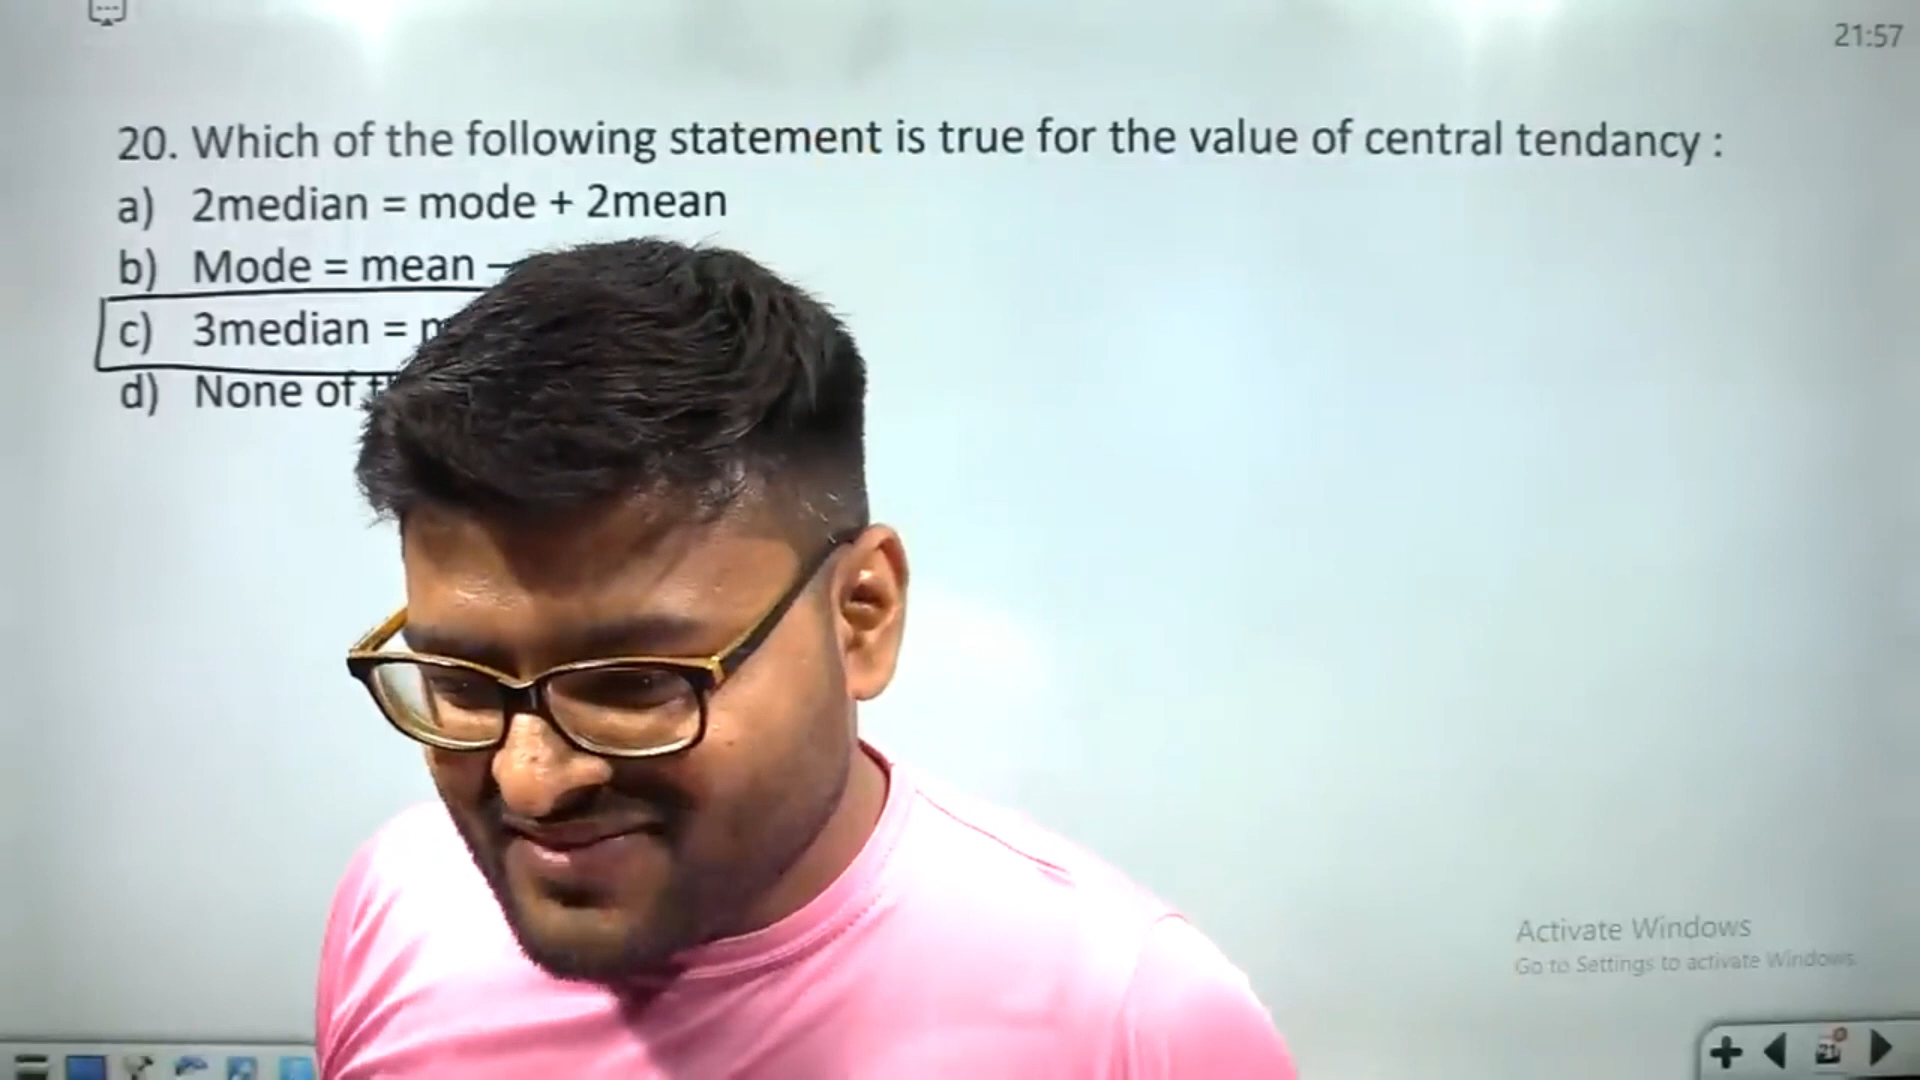 21:57
20. Which of the following statement is true for the value of central tendancy :
a) 2median = mode + 2mean
b) Mode = mean –
c) 3median =
d) None of
Activate Windows
Go to Settings to activate Windows.
21